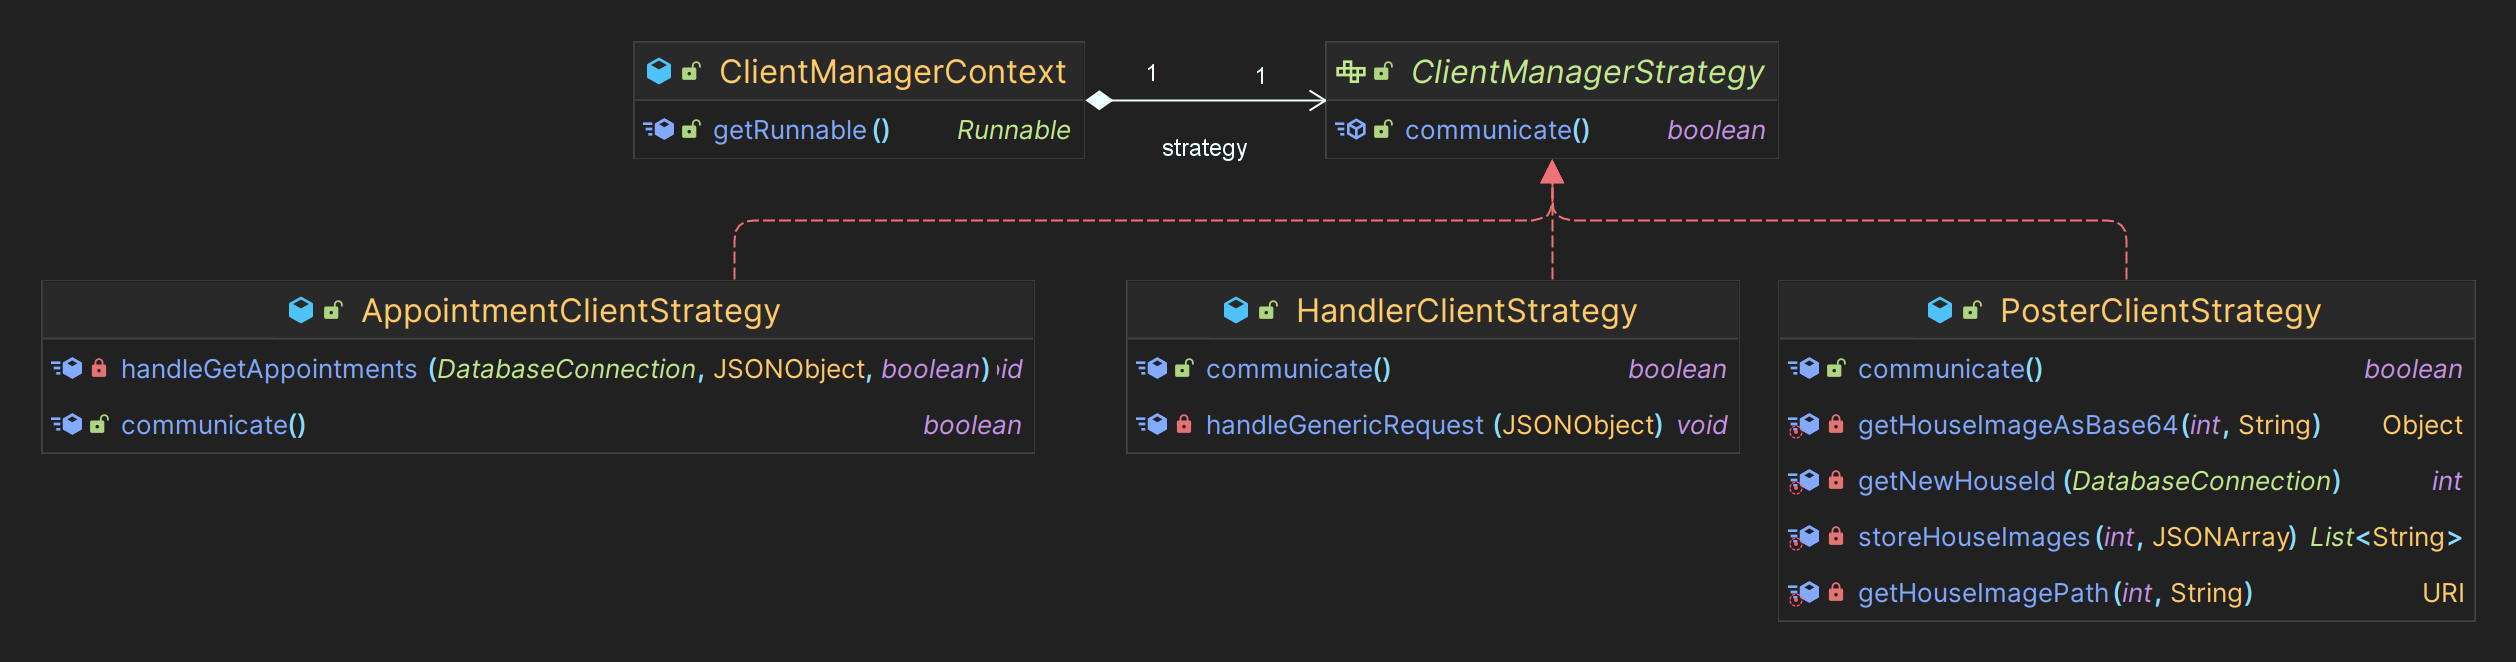 ClientManagerContext
getRunnable () Runnable
1 1
strategy
ClientManagerStrategy
communicate() boolean
AppointmentClientStrategy
handleGetAppointments (DatabaseConnection, JSONObject, boolean) id
communicate() boolean
HandlerClientStrategy
communicate() boolean
handleGenericRequest (JSONObject) void
PosterClientStrategy
communicate() boolean
getHouseImageAsBase64(int, String) Object
getNewHouseId (DatabaseConnection) int
storeHouseImages (int, JSONArray) List<String>
getHouseImagePath (int, String) URI